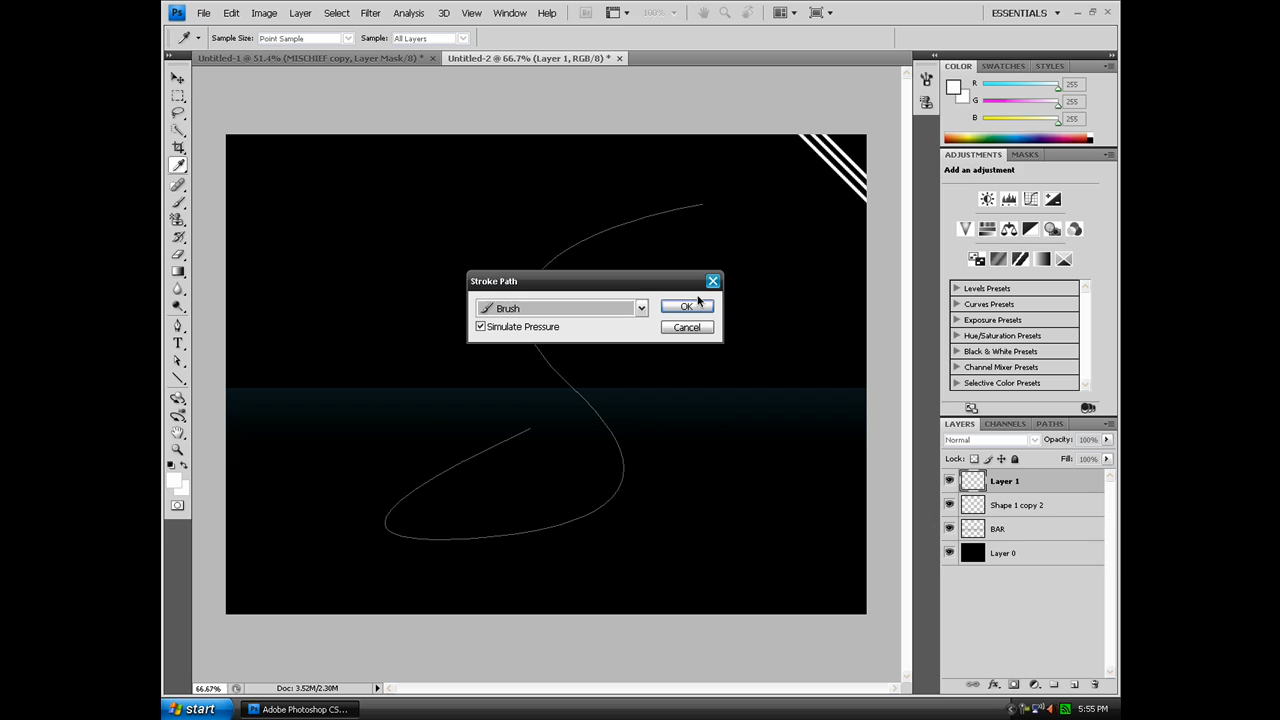 Ps File Edit Image Layer Select Filter Analysis 3D View Window Help Br 100% ESSENTIALS
Sample Size: Point Sample Sample: All Layers
Untitled-1 @ 51.4% (MISCHIEF copy, Layer Mask/8) * × Untitled-2 @ 66.7% (Layer 1, RGB/8) * ×
COLOR SWATCHES STYLES
R 255
G 255
B 255
ADJUSTMENTS MASKS
Add an adjustment
Stroke Path
Brush OK
Simulate Pressure Cancel
Levels Presets
Curves Presets
Exposure Presets
Hue/Saturation Presets
Black & White Presets
Channel Mixer Presets
Selective Color Presets
LAYERS CHANNELS PATHS
Normal Opacity: 100%
Lock: Fill: 100%
Layer 1
Shape 1 copy 2
BAR
Layer 0
66.67% Doc: 3.52M/2.30M
start Ps Adobe Photoshop CS... 5:55 PM